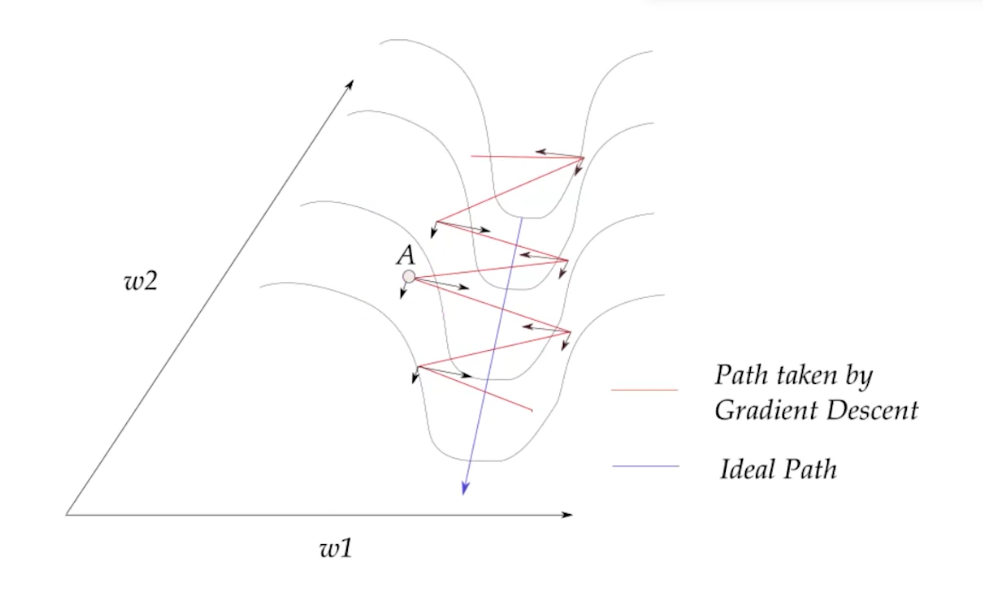 A
w2
Path taken by
Gradient Descent
Ideal Path
w1